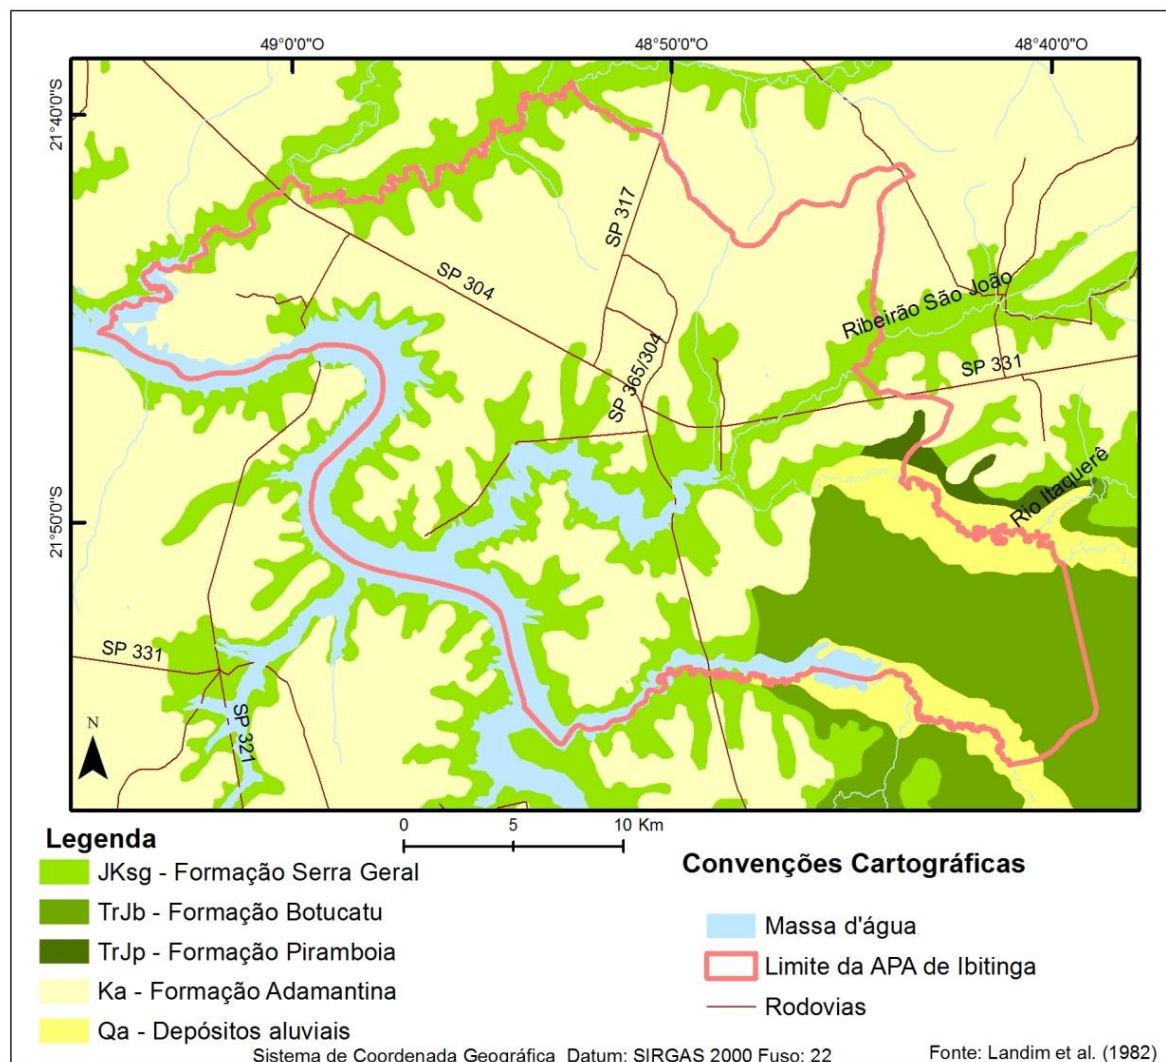 49°0'0"O
48°50'0"O
48°40'0"O
21°40'0"S
SP 317
SP 304
Ribeirão São João
SP 365/304
SP 331
Rio Itaquerê
21°50'0"S
SP 331
SP 321
N
0 5 10 Km
Legenda
JKsg - Formação Serra Geral
TrJb - Formação Botucatu
TrJp - Formação Piramboia
Ka - Formação Adamantina
Qa - Depósitos aluviais
Convenções Cartográficas
Massa d'água
Limite da APA de Ibitinga
Rodovias
Sistema de Coordenada Geográfica Datum: SIRGAS 2000 Fuso: 22
Fonte: Landim et al. (1982)